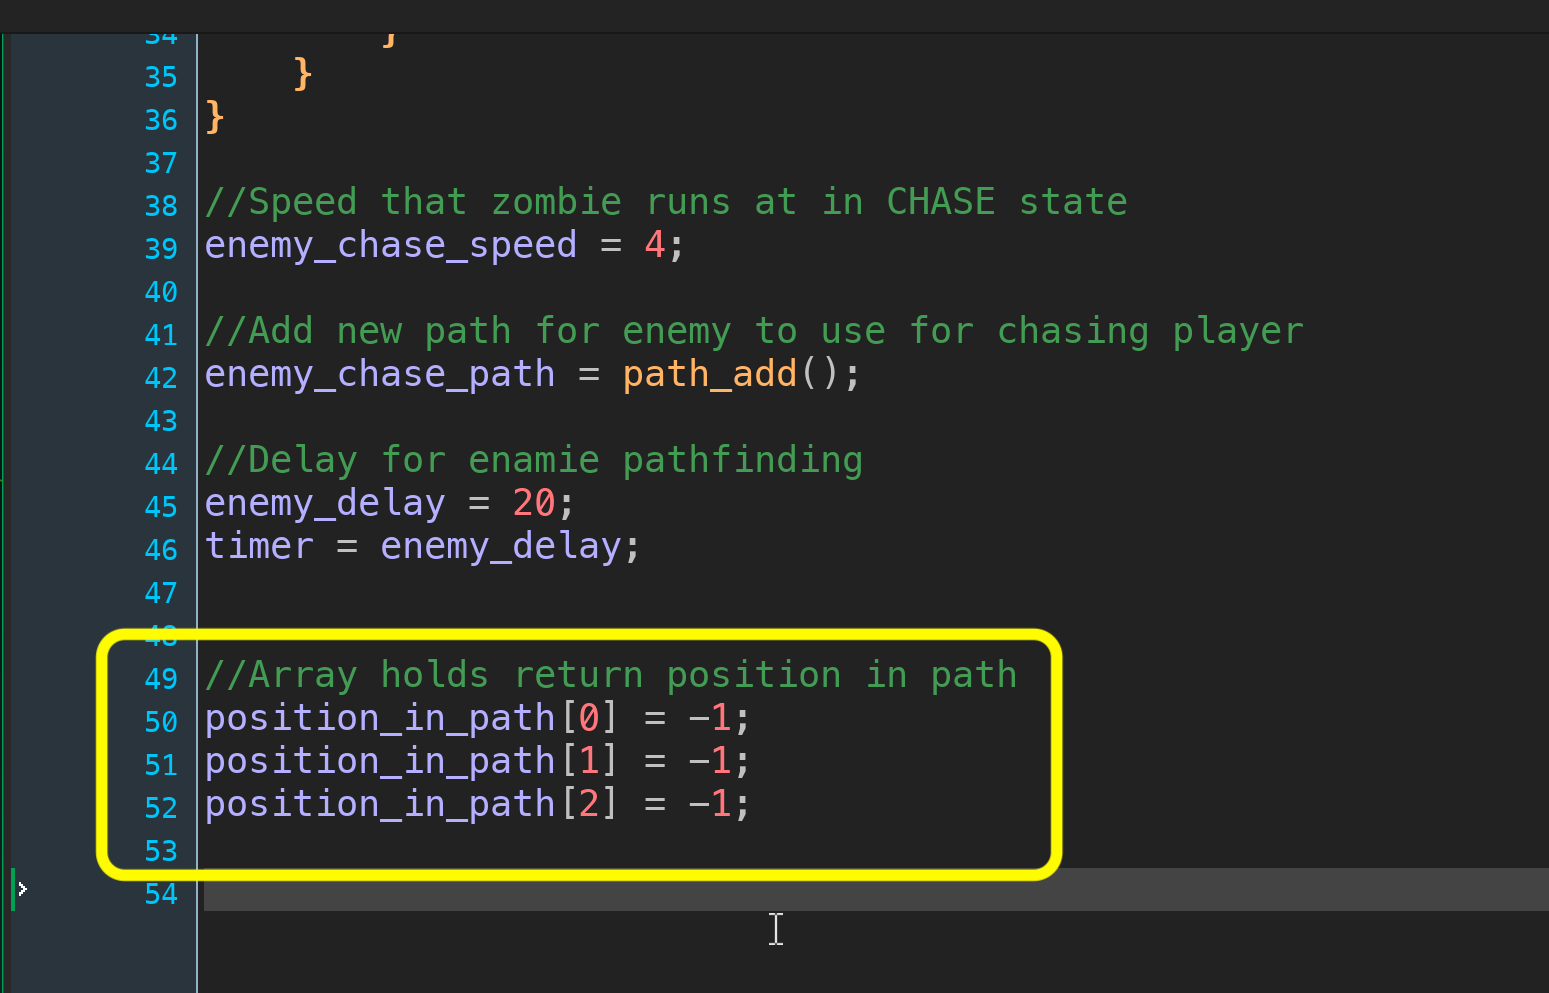 34 }
35 }
36 }
37
38 //Speed that zombie runs at in CHASE state
39 enemy_chase_speed = 4;
40
41 //Add new path for enemy to use for chasing player
42 enemy_chase_path = path_add();
43
44 //Delay for enamie pathfinding
45 enemy_delay = 20;
46 timer = enemy_delay;
47
48
49 //Array holds return position in path
50 position_in_path[0] = -1;
51 position_in_path[1] = -1;
52 position_in_path[2] = -1;
53
54